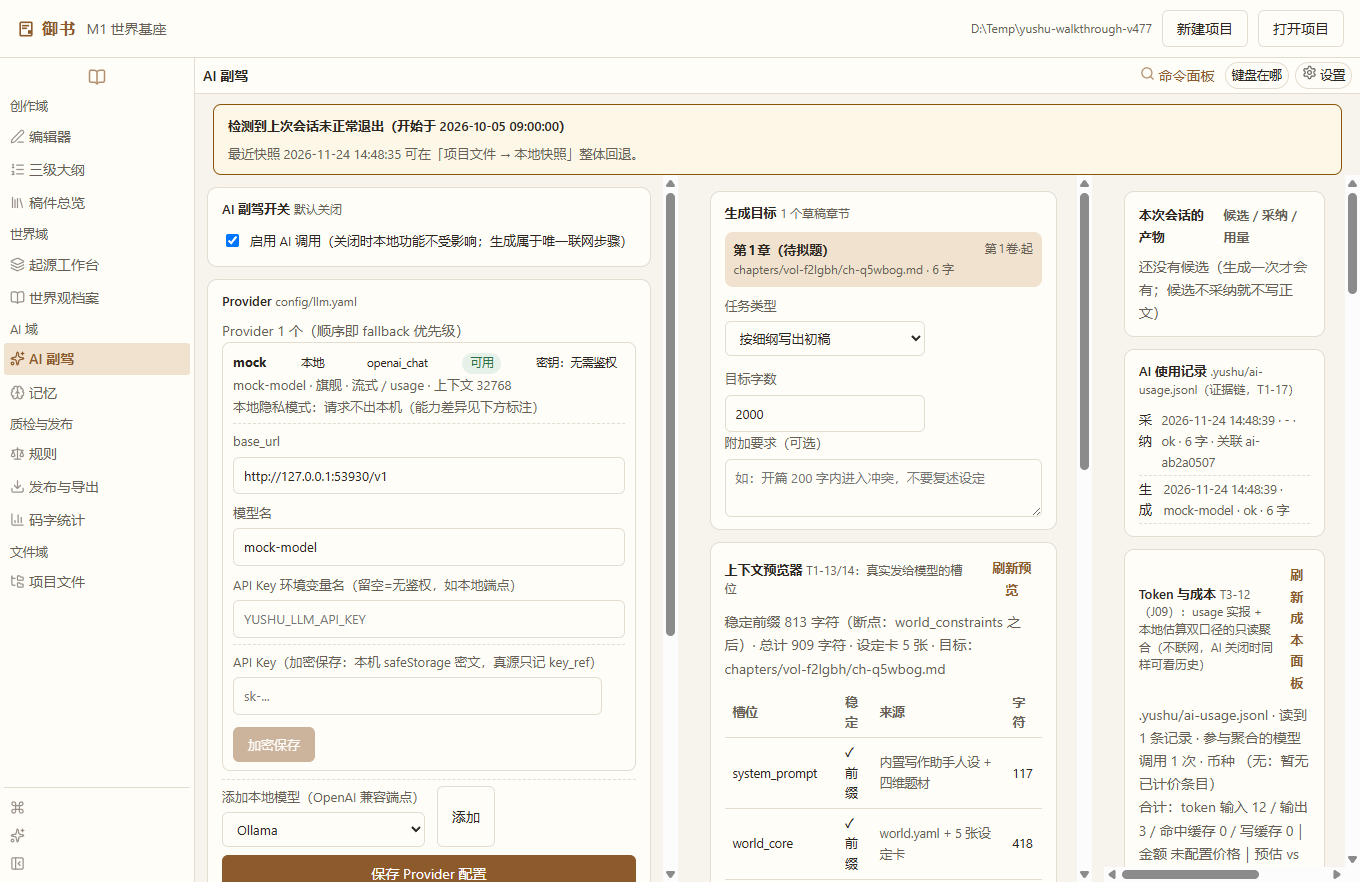 御书 M1 世界基座
D:\Temp\yushu-walkthrough-v477 新建项目 打开项目
创作域
编辑器
三级大纲
稿件总览
世界域
起源工作台
世界观档案
AI 域
AI 副驾
记忆
质检与发布
规则
发布与导出
码字统计
文件域
项目文件
AI 副驾
命令面板 键盘在哪 设置
检测到上次会话未正常退出（开始于 2026-10-05 09:00:00）
最近快照 2026-11-24 14:48:35 可在「项目文件 → 本地快照」整体回退。
AI 副驾开关 默认关闭
启用 AI 调用（关闭时本地功能不受影响；生成属于唯一联网步骤）
Provider config/llm.yaml
Provider 1 个（顺序即 fallback 优先级）
mock 本地 openai_chat 可用 密钥：无需鉴权
mock-model · 旗舰 · 流式 / usage · 上下文 32768
本地隐私模式：请求不出本机（能力差异见下方标注）
base_url
http://127.0.0.1:53930/v1
模型名
mock-model
API Key 环境变量名（留空=无鉴权，如本地端点）
YUSHU_LLM_API_KEY
API Key（加密保存：本机 safeStorage 密文，真源只记 key_ref）
sk-...
加密保存
添加本地模型（OpenAI 兼容端点）
Ollama
添加
保存 Provider 配置
生成目标 1 个草稿章节
第 1 章（待拟题） 第 1 卷·起
chapters/vol-f2lgbh/ch-q5wbog.md · 6 字
任务类型
按细纲写出初稿
目标字数
2000
附加要求（可选）
如：开篇 200 字内进入冲突，不要复述设定
上下文预览器 T1-13/14：真实发给模型的槽
位
刷新预
览
稳定前缀 813 字符（断点：world_constraints 之
后）· 总计 909 字符 · 设定卡 5 张 · 目标：
chapters/vol-f2lgbh/ch-q5wbog.md
槽位 稳定 来源 字符
system_prompt ✓前缀 内置写作助手人设 + 四维题材 117
world_core ✓前缀 world.yaml + 5 张设定卡 418
本次会话的
产物
候选 / 采纳 /
用量
还没有候选（生成一次才会
有；候选不采纳就不写正
文）
AI 使用记录 .yushu/ai-
usage.jsonl（证据链，T1-17）
采纳 2026-11-24 14:48:39 · - ·
ok · 6 字 · 关联 ai-
ab2a0507
生成 2026-11-24 14:48:39 ·
mock-model · ok · 6 字
Token 与成本 T3-12
（J09）：usage 实报 +
本地估算双口径的只读聚
合（不联网，AI 关闭时同
样可看历史）
刷新成本面板
.yushu/ai-usage.jsonl · 读到
1 条记录 · 参与聚合的模型
调用 1 次 · 币种 （无：暂无
已计价条目）
合计：token 输入 12 / 输出
3 / 命中缓存 0 / 写缓存 0 |
金额 未配置价格 | 预估 vs